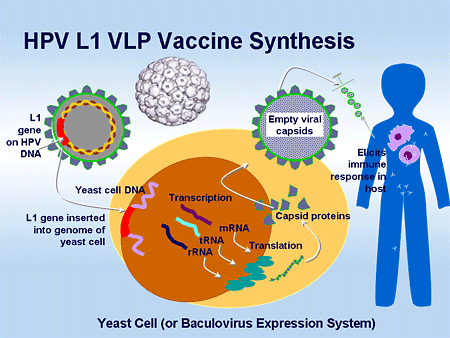 HPV L1 VLP Vaccine Synthesis
L1
gene
on HPV
DNA
Empty viral
capsids
Elicits
immune
response in
host
Yeast cell DNA
L1 gene inserted
into genome of
yeast cell
Transcription
mRNA
tRNA
rRNA
Capsid proteins
Translation
Yeast Cell (or Baculovirus Expression System)